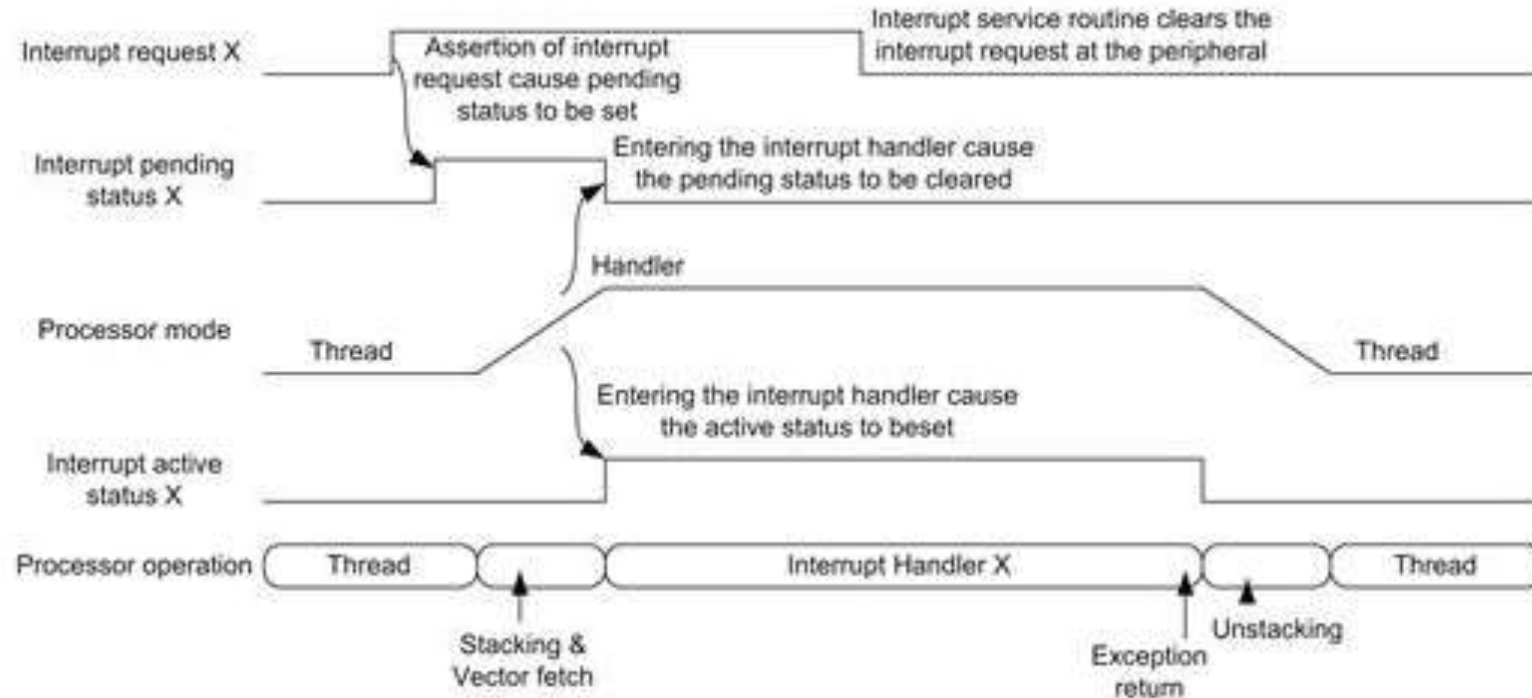 Interrupt request X
Assertion of interrupt
request cause pending
status to be set
Interrupt service routine clears the
interrupt request at the peripheral
Interrupt pending
status X
Entering the interrupt handler cause
the pending status to be cleared
Handler
Processor mode
Thread
Thread
Entering the interrupt handler cause
the active status to beset
Interrupt active
status X
Processor operation
Thread
Interrupt Handler X
Thread
Stacking &
Vector fetch
Exception
return
Unstacking